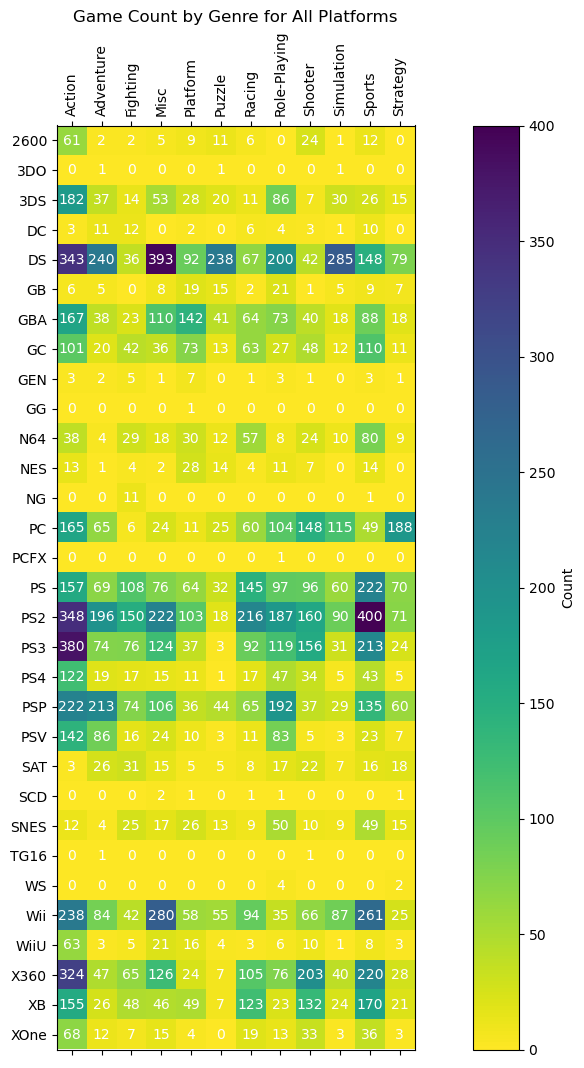 Game Count by Genre for All Platforms
Action Adventure Fighting Misc Platform Puzzle Racing Role-Playing Shooter Simulation Sports Strategy
2600 61 2 2 5 9 11 6 0 24 1 12 0
3DO 0 1 0 0 0 1 0 0 0 1 0 0
3DS 182 37 14 53 28 20 11 86 7 30 26 15
DC 3 11 12 0 2 0 6 4 3 1 10 0
DS 343 240 36 393 92 238 67 200 42 285 148 79
GB 6 5 0 8 19 15 2 21 1 5 9 7
GBA 167 38 23 110 142 41 64 73 40 18 88 18
GC 101 20 42 36 73 13 63 27 48 12 110 11
GEN 3 2 5 1 7 0 1 3 1 0 3 1
GG 0 0 0 0 1 0 0 0 0 0 0 0
N64 38 4 29 18 30 12 57 8 24 10 80 9
NES 13 1 4 2 28 14 4 11 7 0 14 0
NG 0 0 11 0 0 0 0 0 0 0 1 0
PC 165 65 6 24 11 25 60 104 148 115 49 188
PCFX 0 0 0 0 0 0 0 1 0 0 0 0
PS 157 69 108 76 64 32 145 97 96 60 222 70
PS2 348 196 150 222 103 18 216 187 160 90 400 71
PS3 380 74 76 124 37 3 92 119 156 31 213 24
PS4 122 19 17 15 11 1 17 47 34 5 43 5
PSP 222 213 74 106 36 44 65 192 37 29 135 60
PSV 142 86 16 24 10 3 11 83 5 3 23 7
SAT 3 26 31 15 5 5 8 17 22 7 16 18
SCD 0 0 0 2 1 0 1 1 0 0 0 1
SNES 12 4 25 17 26 13 9 50 10 9 49 15
TG16 0 1 0 0 0 0 0 0 1 0 0 0
WS 0 0 0 0 0 0 0 4 0 0 0 2
Wii 238 84 42 280 58 55 94 35 66 87 261 25
WiiU 63 3 5 21 16 4 3 6 10 1 8 3
X360 324 47 65 126 24 7 105 76 203 40 220 28
XB 155 26 48 46 49 7 123 23 132 24 170 21
XOne 68 12 7 15 4 0 19 13 33 3 36 3
400
350
300
250
200
150
100
50
0
Count